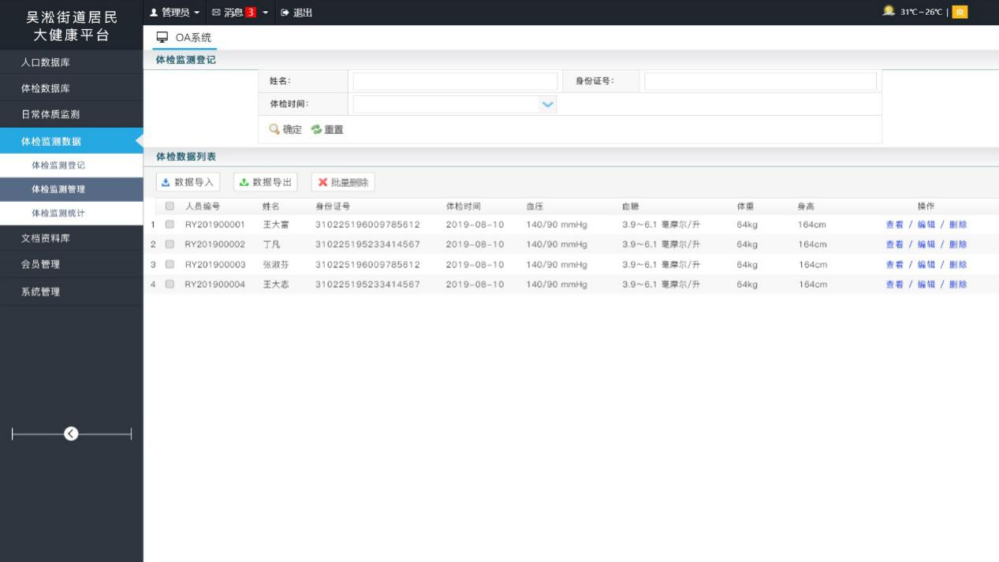 吴淞街道居民
大健康平台
管理员 消息 3 退出
31℃~26℃ | 良
OA系统
人口数据库
体检数据库
日常体质监测
体检监测数据
体检监测登记
体检监测管理
体检监测统计
文档资料库
会员管理
系统管理
体检监测登记
姓名: 身份证号:
体检时间:
确定 重置
体检数据列表
数据导入 数据导出 批量删除
人员编号 姓名 身份证号 体检时间 血压 血糖 体重 身高 操作
1 RY201900001 王大富 310225196009785612 2019-08-10 140/90 mmHg 3.9~6.1 毫摩尔/升 64kg 164cm 查看 / 编辑 / 删除
2 RY201900002 丁凡 310225195233414567 2019-08-10 140/90 mmHg 3.9~6.1 毫摩尔/升 64kg 164cm 查看 / 编辑 / 删除
3 RY201900003 张淑芬 310225196009785612 2019-08-10 140/90 mmHg 3.9~6.1 毫摩尔/升 64kg 164cm 查看 / 编辑 / 删除
4 RY201900004 王大志 310225195233414567 2019-08-10 140/90 mmHg 3.9~6.1 毫摩尔/升 64kg 164cm 查看 / 编辑 / 删除